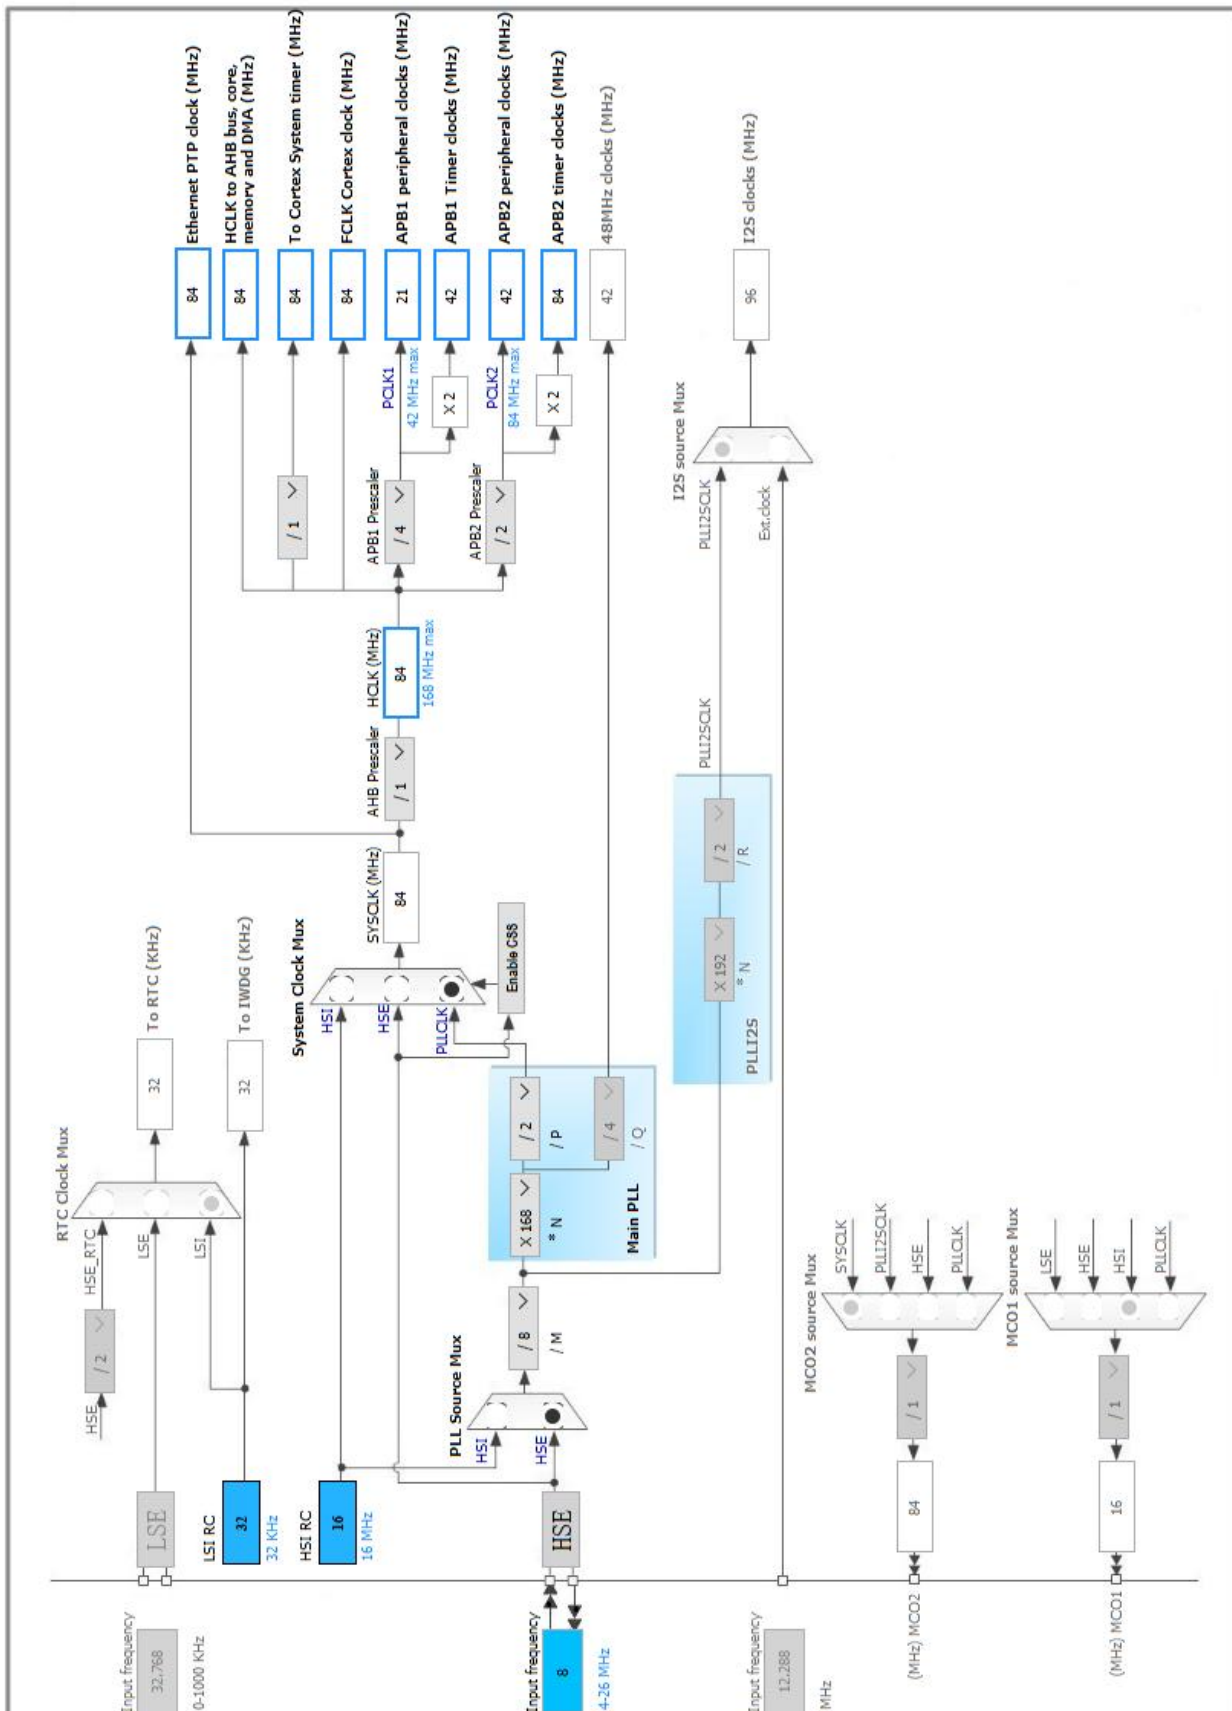 Input frequency
32.768
0-1000 KHz
LSE
HSE
/ 2
HSE_RTC
LSE
LSI
RTC Clock Mux
32
To RTC (KHz)
LSI RC
32
32 KHz
32
To IWDG (KHz)
HSI RC
16
16 MHz
Input frequency
8
4-26 MHz
HSE
PLL Source Mux
HSI
HSE
/ 8
/ M
X 168
* N
/ 2
/ P
/ 4
/ Q
Main PLL
System Clock Mux
HSI
HSE
PLLCLK
Enable CSS
SYSCLK (MHz)
84
AHB Prescaler
/ 1
HCLK (MHz)
84
168 MHz max
/ 1
APB1 Prescaler
/ 4
PCLK1
42 MHz max
X 2
APB2 Prescaler
/ 2
PCLK2
84 MHz max
X 2
84
Ethernet PTP clock (MHz)
84
HCLK to AHB bus, core,
memory and DMA (MHz)
84
To Cortex System timer (MHz)
84
FCLK Cortex clock (MHz)
21
APB1 peripheral clocks (MHz)
42
APB1 Timer clocks (MHz)
42
APB2 peripheral clocks (MHz)
84
APB2 timer clocks (MHz)
42
48MHz clocks (MHz)
X 192
* N
/ 2
/ R
PLLI2S
PLLI2SCLK
PLLI2SCLK
Ext.clock
I2S source Mux
96
I2S clocks (MHz)
Input frequency
12.288
MHz
MCO2 source Mux
SYSCLK
PLLI2SCLK
HSE
PLLCLK
/ 1
84
(MHz) MCO2
MCO1 source Mux
LSE
HSE
HSI
PLLCLK
/ 1
16
(MHz) MCO1